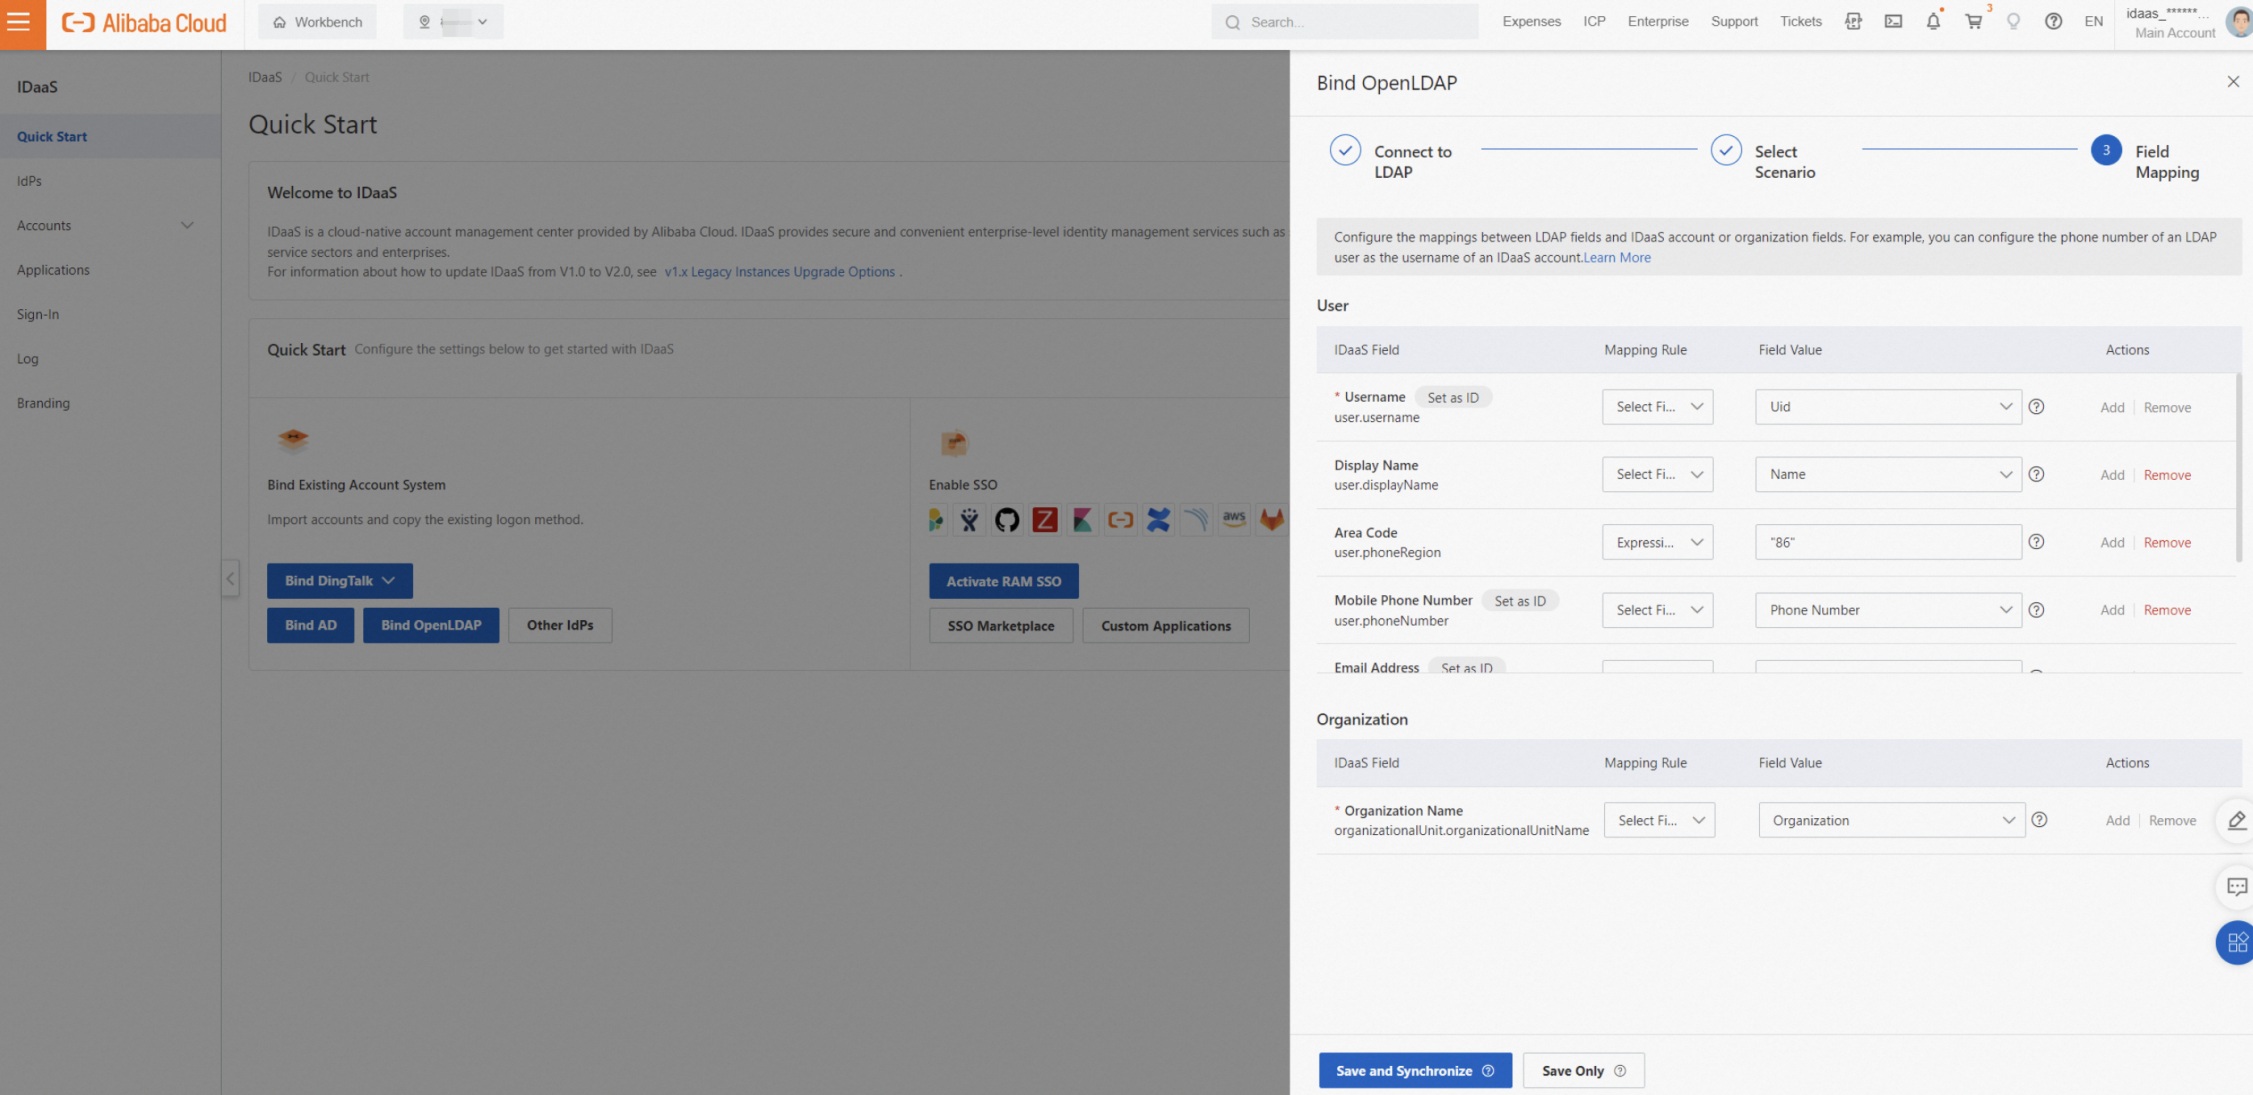 Alibaba Cloud
Workbench
Search...
Expenses
ICP
Enterprise
Support
Tickets
3
EN
idaas_******...
Main Account
IDaaS
Quick Start
IdPs
Accounts
Applications
Sign-In
Log
Branding
IDaaS / Quick Start
Quick Start
Welcome to IDaaS
IDaaS is a cloud-native account management center provided by Alibaba Cloud. IDaaS provides secure and convenient enterprise-level identity management services such as
service sectors and enterprises.
For information about how to update IDaaS from V1.0 to V2.0, see v1.x Legacy Instances Upgrade Options .
Quick Start Configure the settings below to get started with IDaaS
Bind Existing Account System
Import accounts and copy the existing logon method.
Bind DingTalk
Bind AD
Bind OpenLDAP
Other IdPs
Enable SSO
aws
Activate RAM SSO
SSO Marketplace
Custom Applications
Bind OpenLDAP
Connect to
LDAP
Select
Scenario
3
Field
Mapping
Configure the mappings between LDAP fields and IDaaS account or organization fields. For example, you can configure the phone number of an LDAP
user as the username of an IDaaS account.Learn More
User
IDaaS Field Mapping Rule Field Value Actions
* Username Set as ID
user.username
Select Fi... Uid Add Remove
Display Name
user.displayName
Select Fi... Name Add Remove
Area Code
user.phoneRegion
Expressi... "86" Add Remove
Mobile Phone Number Set as ID
user.phoneNumber
Select Fi... Phone Number Add Remove
Email Address Set as ID
Organization
IDaaS Field Mapping Rule Field Value Actions
* Organization Name
organizationalUnit.organizationalUnitName
Select Fi... Organization Add Remove
Save and Synchronize
Save Only